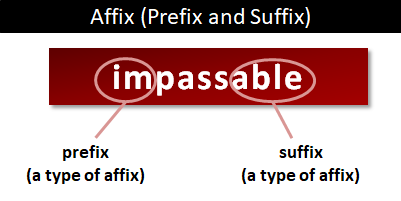 Affix (Prefix and Suffix)
impassable
prefix
(a type of affix)
suffix
(a type of affix)